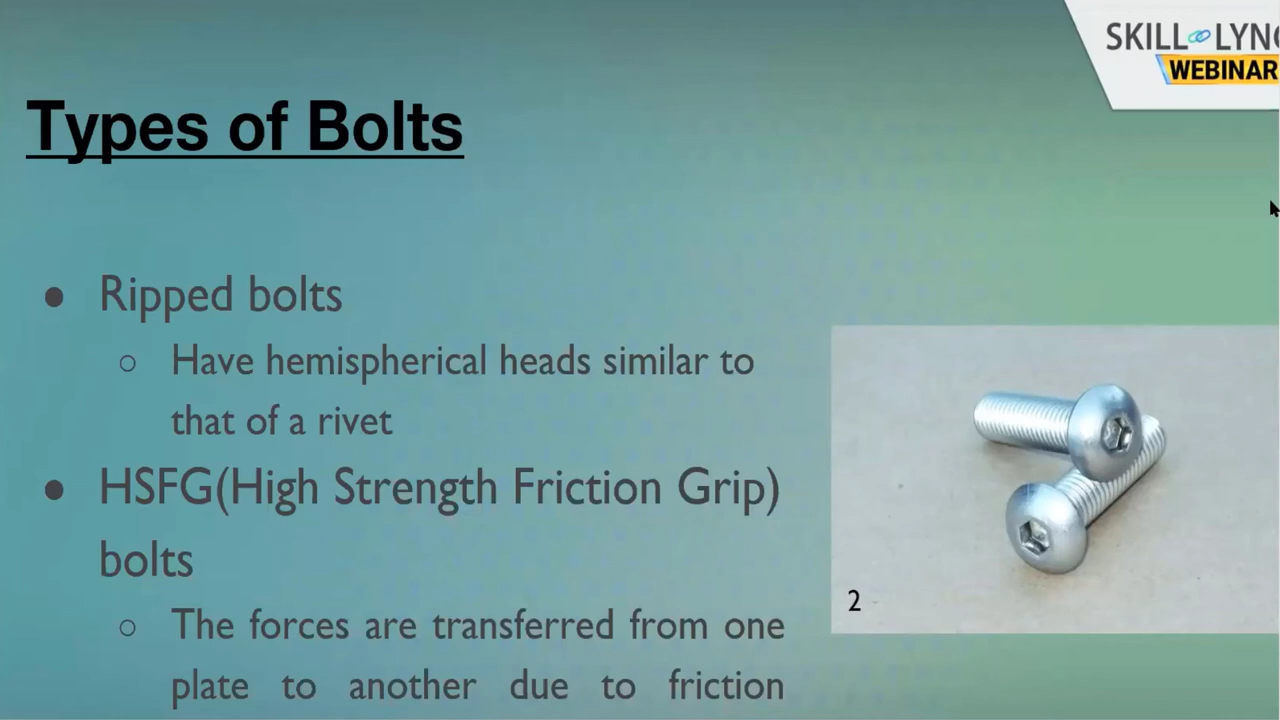 SKILL LYNC
WEBINAR
Types of Bolts
● Ripped bolts
○ Have hemispherical heads similar to
that of a rivet
● HSFG(High Strength Friction Grip)
bolts
○ The forces are transferred from one
plate to another due to friction
2